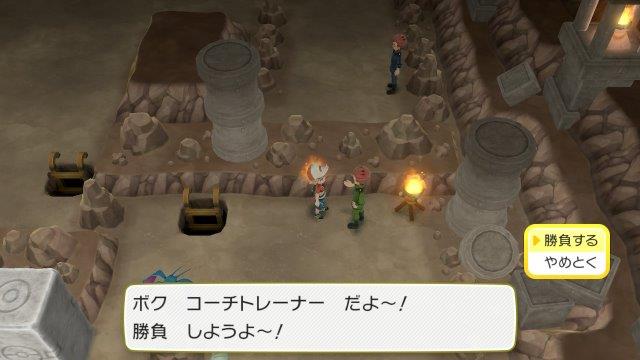 勝負する
やめとく
ボク　コーチトレーナー　だよ〜！
勝負　しようよ〜！